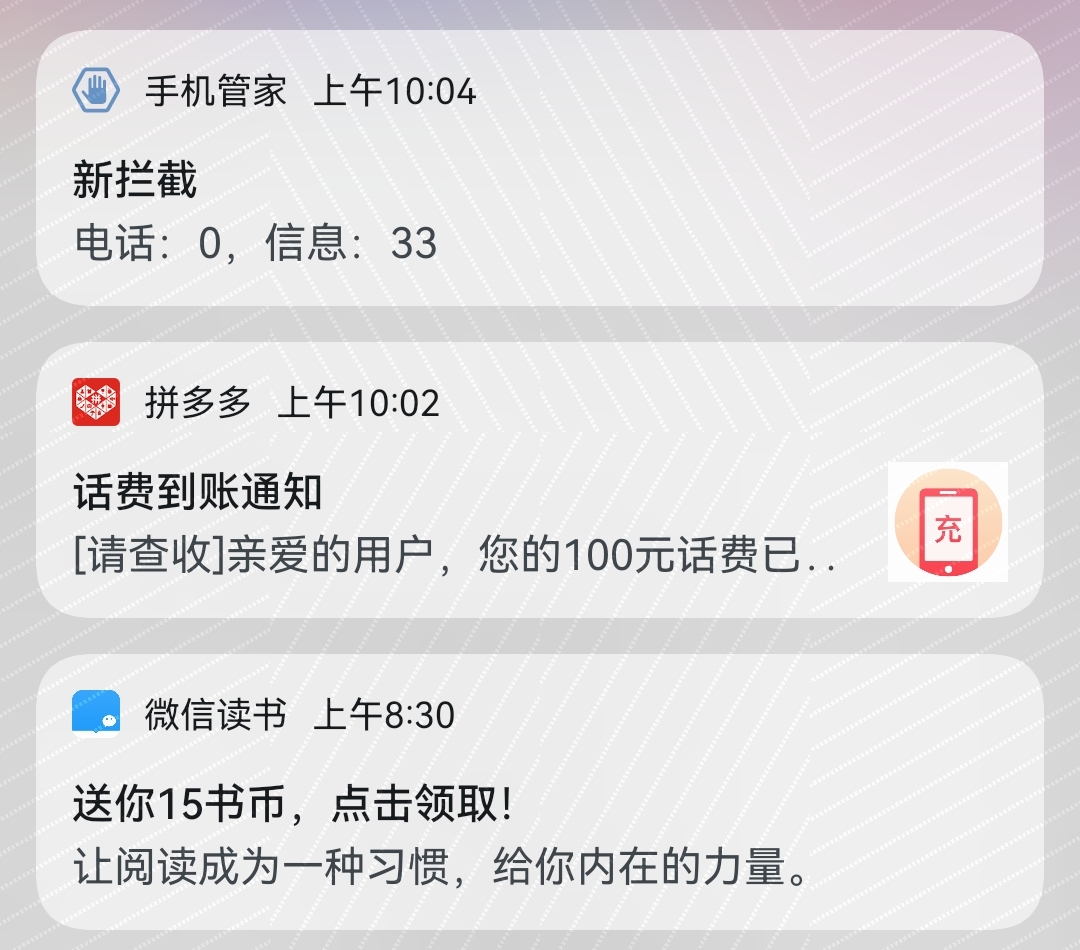 手机管家 上午10:04
新拦截
电话：0，信息：33
拼多多 上午10:02
话费到账通知
[请查收]亲爱的用户，您的100元话费已..
充
微信读书 上午8:30
送你15书币，点击领取！
让阅读成为一种习惯，给你内在的力量。